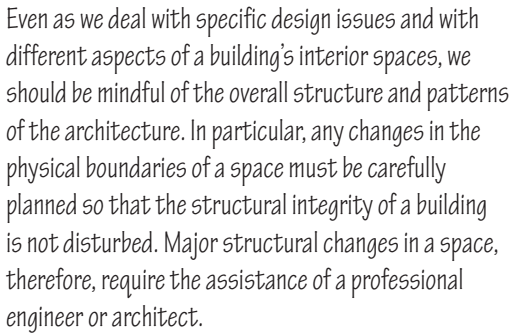 Even as we deal with specific design issues and with
different aspects of a building's interior spaces, we
should be mindful of the overall structure and patterns
of the architecture. In particular, any changes in the
physical boundaries of a space must be carefully
planned so that the structural integrity of a building
is not disturbed. Major structural changes in a space,
therefore, require the assistance of a professional
engineer or architect.